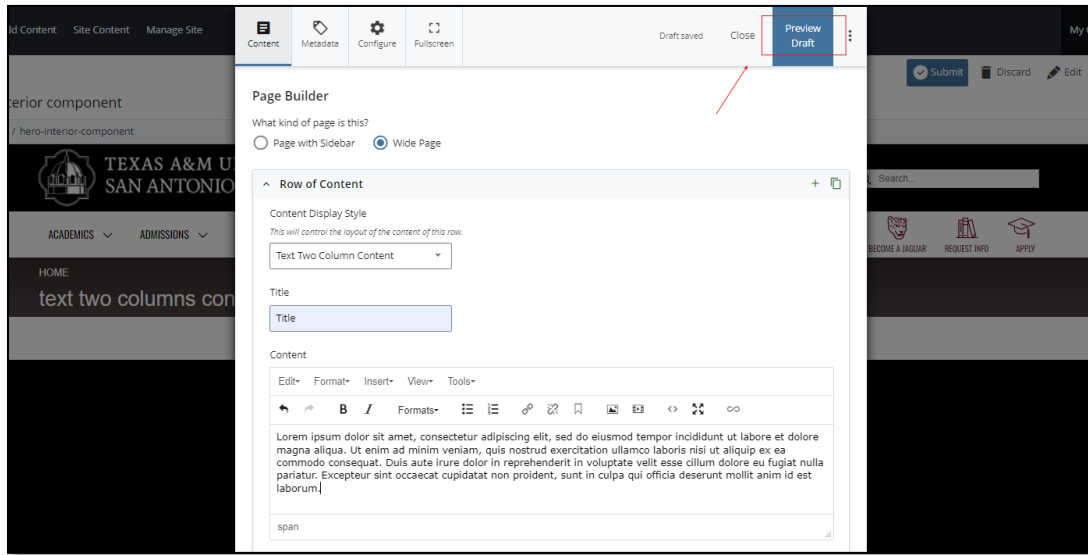 ld Content Site Content Manage Site
Content Metadata Configure Fullscreen
Draft saved Close Preview Draft
My
Submit Discard Edit
terior component
/ hero-interior-component
Page Builder
What kind of page is this?
Page with Sidebar Wide Page
TEXAS A&M U
SAN ANTONIO
Search...
Row of Content
Content Display Style
This will control the layout of the content of this row.
Text Two Column Content
ACADEMICS ADMISSIONS
BECOME A JAGUAR REQUEST INFO APPLY
HOME
text two columns con
Title
Title
Content
Edit Format Insert View Tools
B I Formats
Lorem ipsum dolor sit amet, consectetur adipiscing elit, sed do eiusmod tempor incididunt ut labore et dolore
magna aliqua. Ut enim ad minim veniam, quis nostrud exercitation ullamco laboris nisi ut aliquip ex ea
commodo consequat. Duis aute irure dolor in reprehenderit in voluptate velit esse cillum dolore eu fugiat nulla
pariatur. Excepteur sint occaecat cupidatat non proident, sunt in culpa qui officia deserunt mollit anim id est
laborum.
span